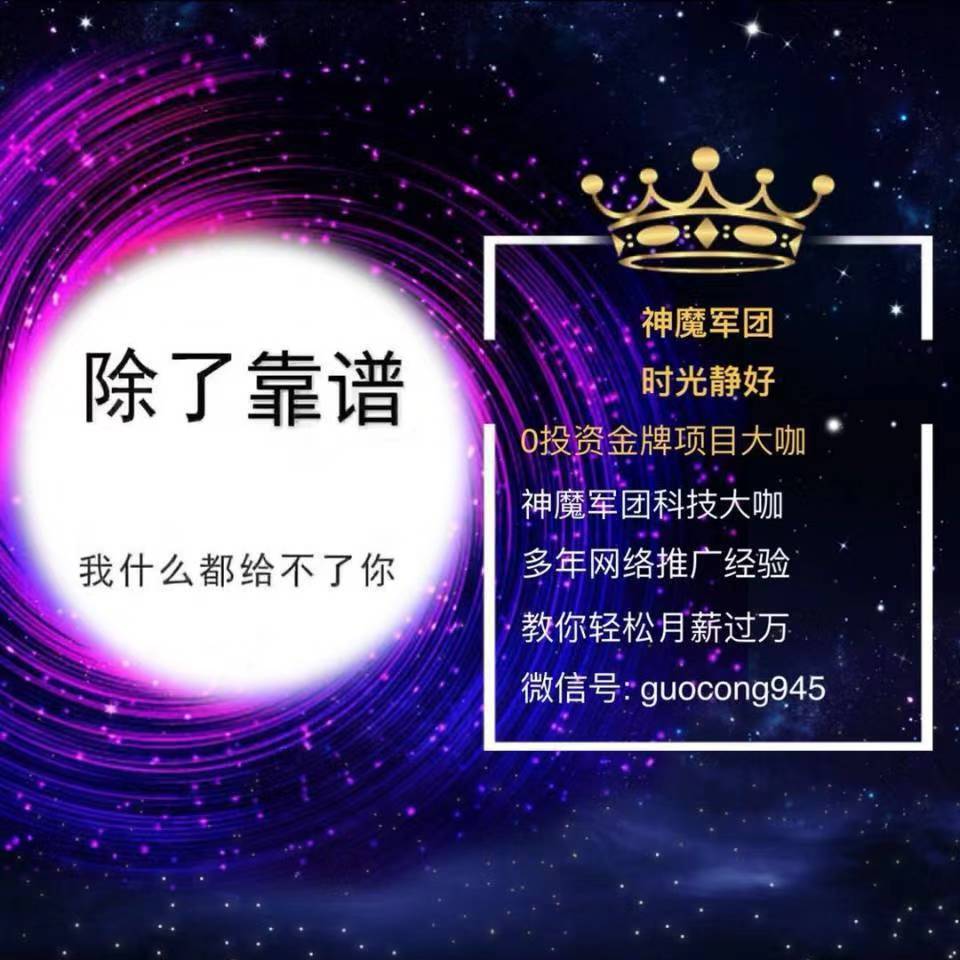 除了靠谱
我什么都给不了你
神魔军团
时光静好
0投资金牌项目大咖
神魔军团科技大咖
多年网络推广经验
教你轻松月薪过万
微信号: guocong945